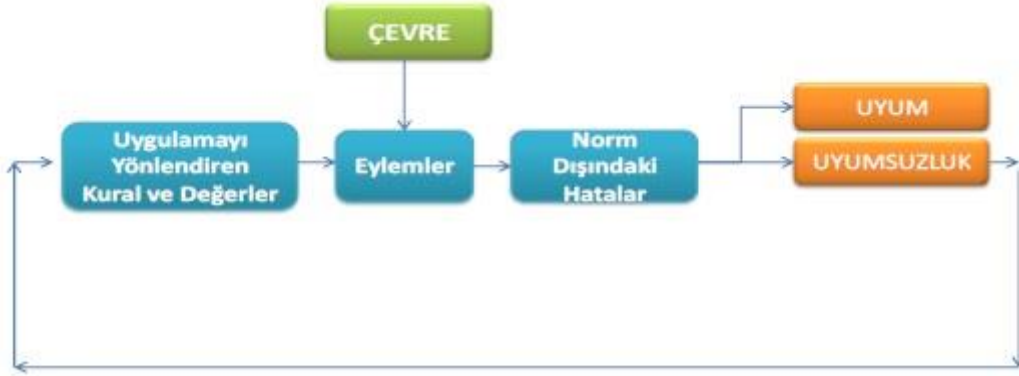 ÇEVRE
Uygulamayı
Yönlendiren
Kural ve Değerler
Eylemler
Norm
Dışındaki
Hatalar
UYUM
UYUMSUZLUK